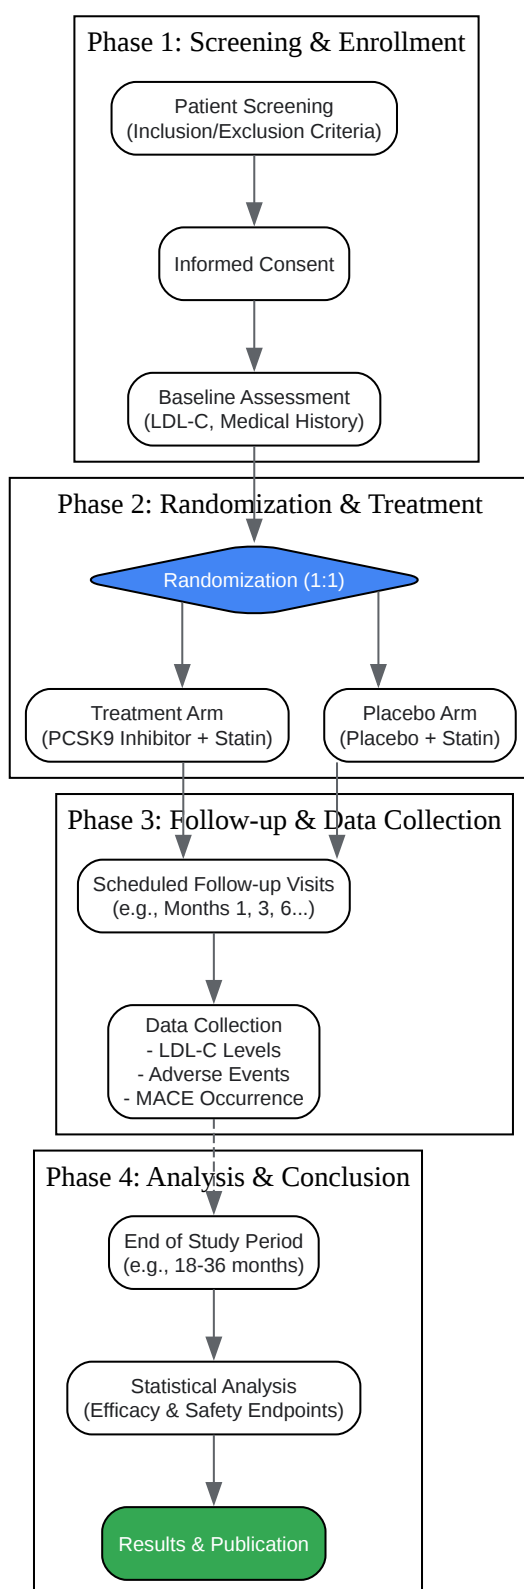 Phase 1: Screening & Enrollment
Patient Screening
(Inclusion/Exclusion Criteria)
Informed Consent
Baseline Assessment
(LDL-C, Medical History)
Phase 2: Randomization & Treatment
Randomization (1:1)
Treatment Arm
(PCSK9 Inhibitor + Statin)
Placebo Arm
(Placebo + Statin)
Phase 3: Follow-up & Data Collection
Scheduled Follow-up Visits
(e.g., Months 1, 3, 6...)
Data Collection
- LDL-C Levels
- Adverse Events
- MACE Occurrence
Phase 4: Analysis & Conclusion
End of Study Period
(e.g., 18-36 months)
Statistical Analysis
(Efficacy & Safety Endpoints)
Results & Publication